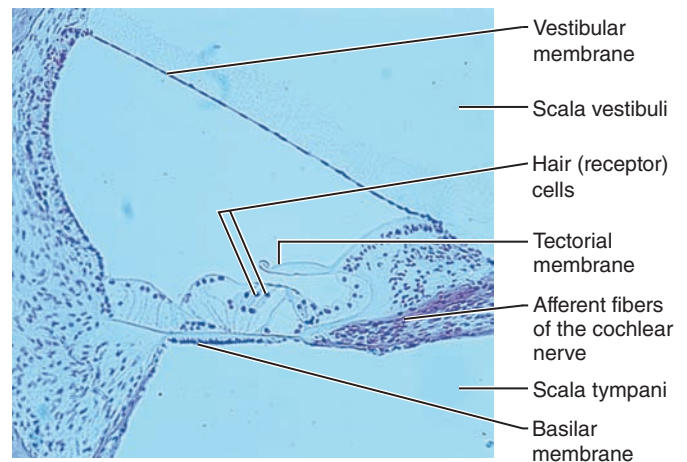 Vestibular
membrane
Scala vestibuli
Hair (receptor)
cells
Tectorial
membrane
Afferent fibers
of the cochlear
nerve
Scala tympani
Basilar
membrane